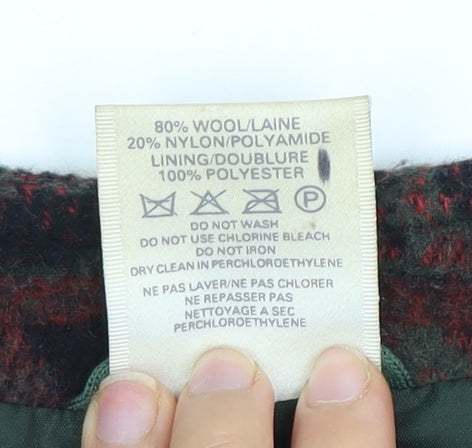 80% WOOL/LAINE
20% NYLON/POLYAMIDE
LINING/DOUBLURE
100% POLYESTER
P
DO NOT WASH
DO NOT USE CHLORINE BLEACH
DO NOT IRON
DRY CLEAN IN PERCHLOROETHYLENE
NE PAS LAVER/NE PAS CHLORER
NE REPASSER PAS
NETTOYAGE A SEC
PERCHLOROETHYLENE